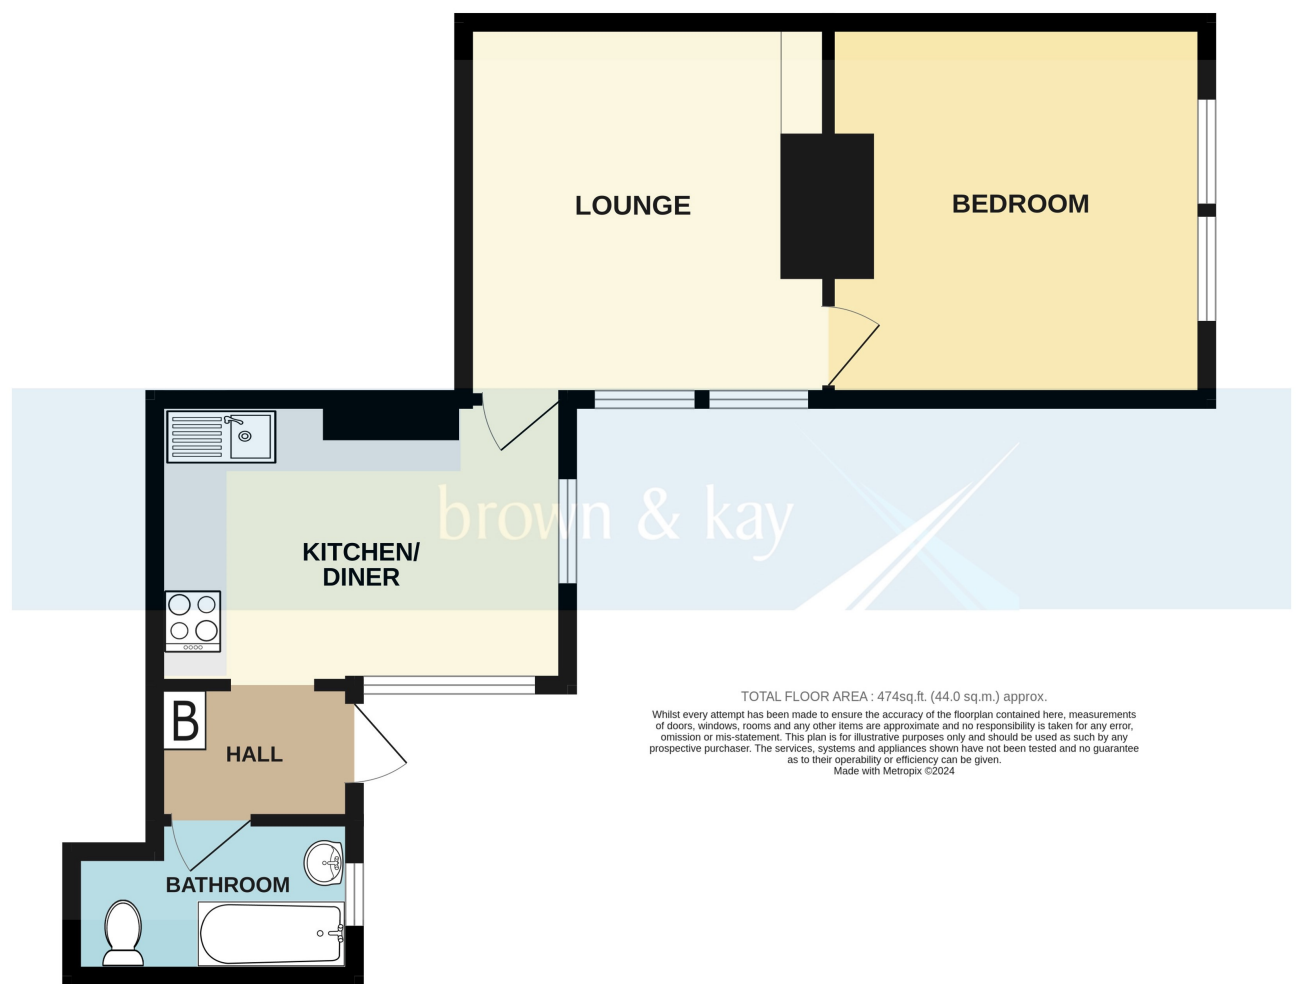 LOUNGE
BEDROOM
brown & kay
KITCHEN/
DINER
B
HALL
BATHROOM
TOTAL FLOOR AREA : 474sq.ft. (44.0 sq.m.) approx.
Whilst every attempt has been made to ensure the accuracy of the floorplan contained here, measurements
of doors, windows, rooms and any other items are approximate and no responsibility is taken for any error,
omission or mis-statement. This plan is for illustrative purposes only and should be used as such by any
prospective purchaser. The services, systems and appliances shown have not been tested and no guarantee
as to their operability or efficiency can be given.
Made with Metropix ©2024